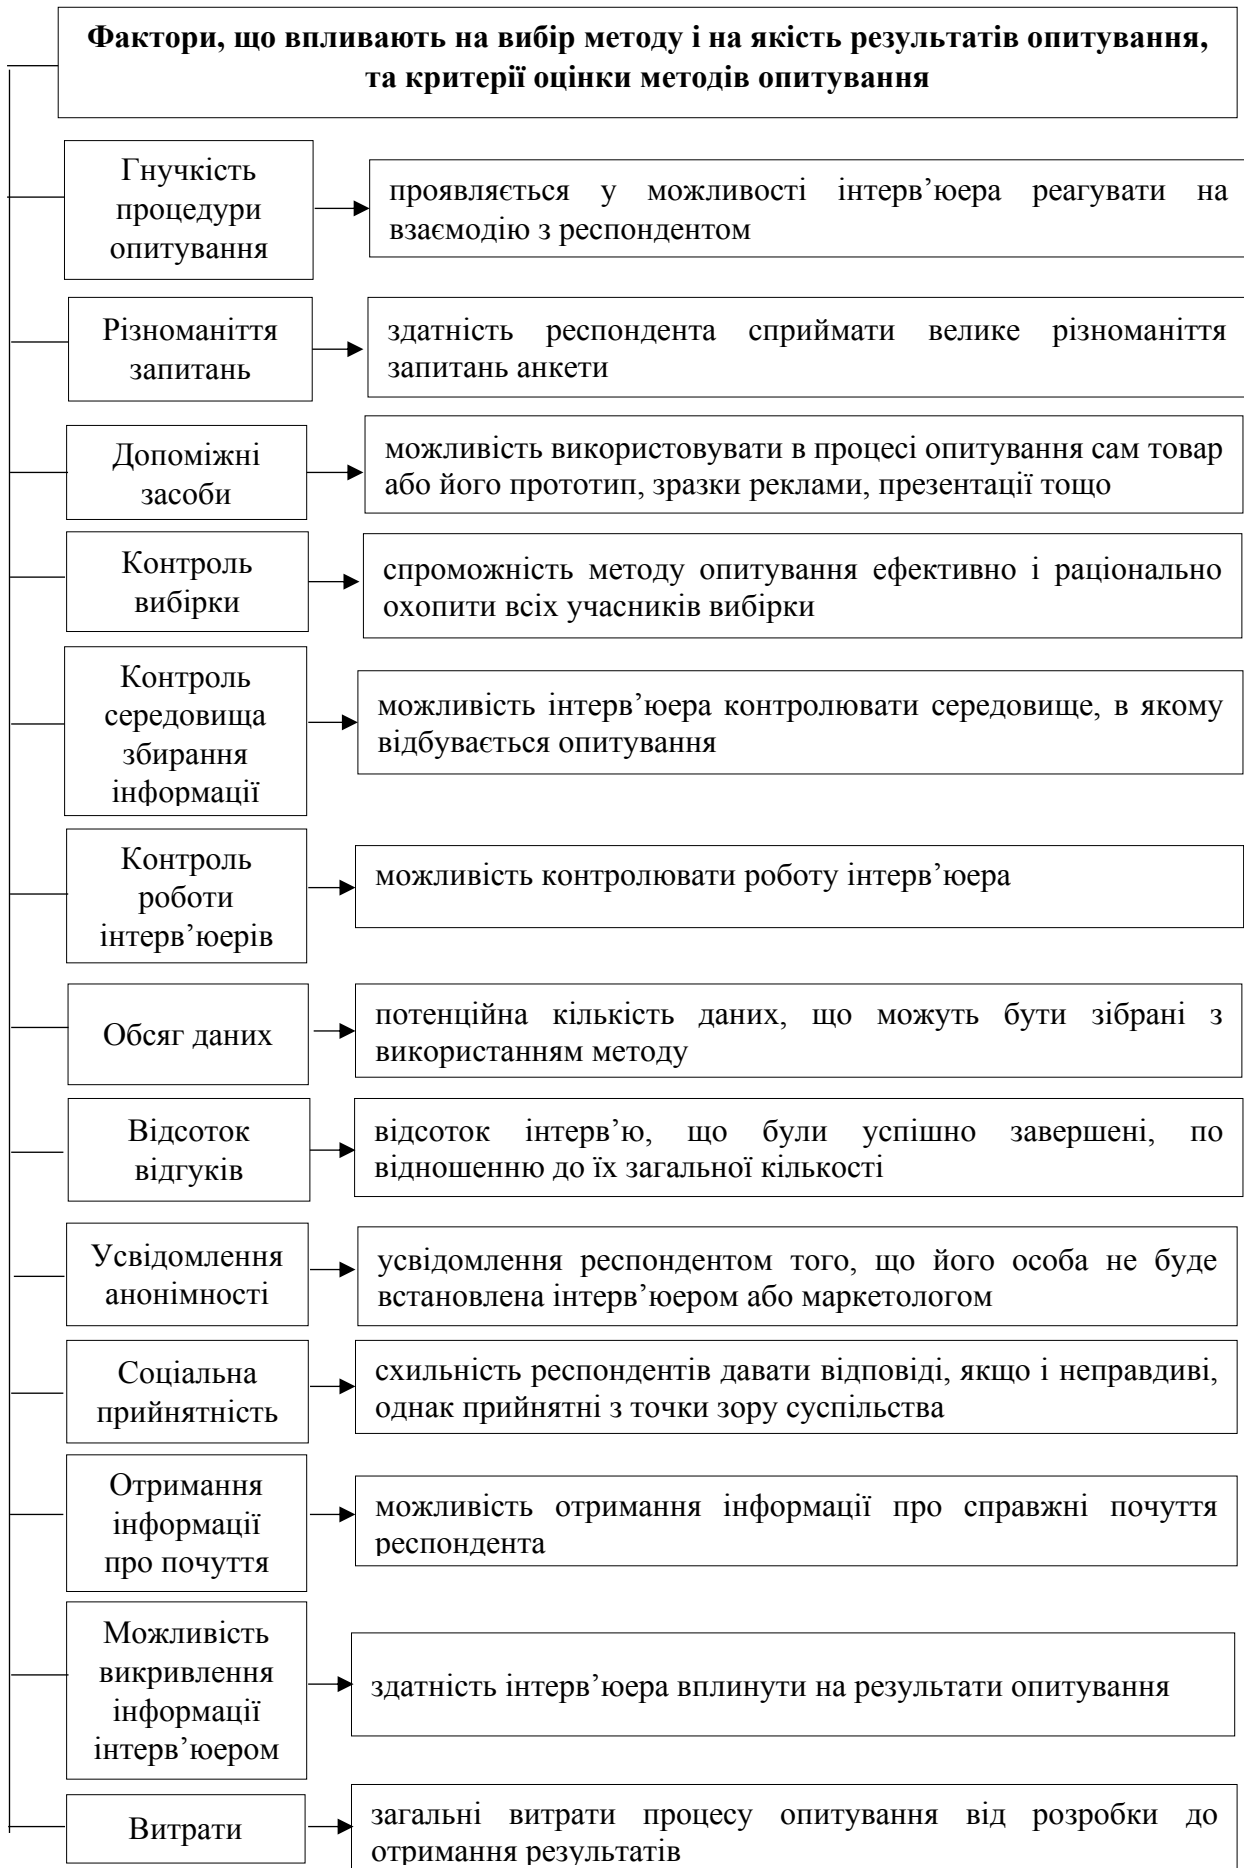 Фактори, що впливають на вибір методу і на якість результатів опитування,
та критерії оцінки методів опитування
Гнучкість
процедури
опитування
проявляється у можливості інтерв’юера реагувати на
взаємодію з респондентом
Різноманіття
запитань
здатність респондента сприймати велике різноманіття
запитань анкети
Допоміжні
засоби
можливість використовувати в процесі опитування сам товар
або його прототип, зразки реклами, презентації тощо
Контроль
вибірки
спроможність методу опитування ефективно і раціонально
охопити всіх учасників вибірки
Контроль
середовища
збирання
інформації
можливість інтерв’юера контролювати середовище, в якому
відбувається опитування
Контроль
роботи
інтерв’юерів
можливість контролювати роботу інтерв’юера
Обсяг даних
потенційна кількість даних, що можуть бути зібрані з
використанням методу
Відсоток
відгуків
відсоток інтерв’ю, що були успішно завершені, по
відношенню до їх загальної кількості
Усвідомлення
анонімності
усвідомлення респондентом того, що його особа не буде
встановлена інтерв’юером або маркетологом
Соціальна
прийнятність
схильність респондентів давати відповіді, якщо і неправдиві,
однак прийнятні з точки зору суспільства
Отримання
інформації
про почуття
можливість отримання інформації про справжні почуття
респондента
Можливість
викривлення
інформації
інтерв’юером
здатність інтерв’юера вплинути на результати опитування
Витрати
загальні витрати процесу опитування від розробки до
отримання результатів